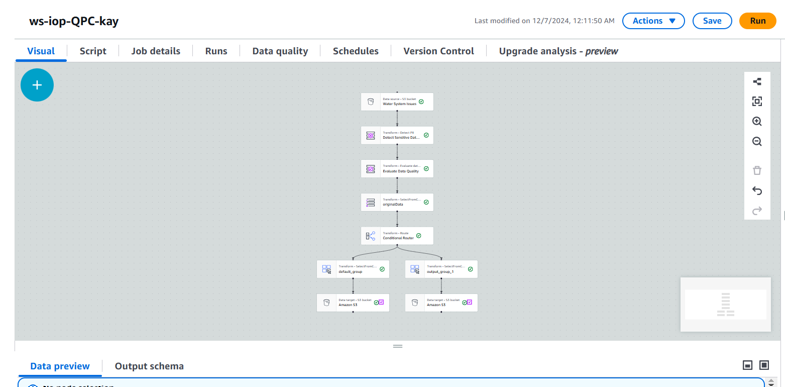 ws-iop-QPC-kay
Last modified on 12/7/2024, 12:11:50 AM
Actions
Save
Run
Visual
Script
Job details
Runs
Data quality
Schedules
Version Control
Upgrade analysis - preview
Data source - S3 bucket
Wider System Issues
Transform - Detect PII
Detect Sensitive Dat...
Transform - Evaluate dat...
Evaluate Data Quality
Transform - SelectFromC...
originalData
Transform - Route
Conditional Router
Transform - SelectFromC...
default_group
Transform - SelectFromC...
output_group_1
Data target - S3 bucket
Amazon S3
Data target - S3 bucket
Amazon S3
Data preview
Output schema